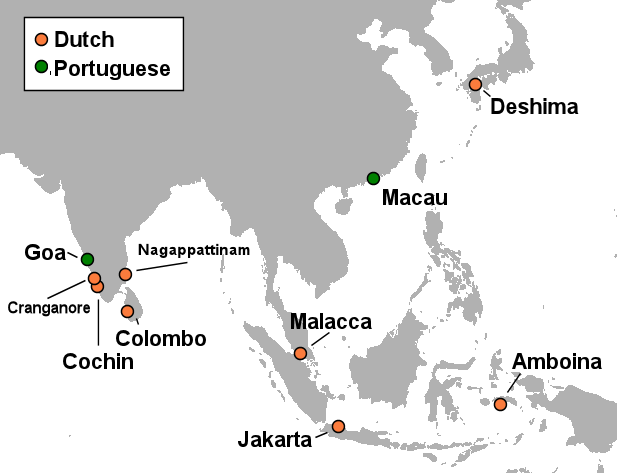 Dutch
Portuguese
Deshima
Macau
Goa
Nagappattinam
Cranganore
Colombo
Cochin
Malacca
Amboina
Jakarta